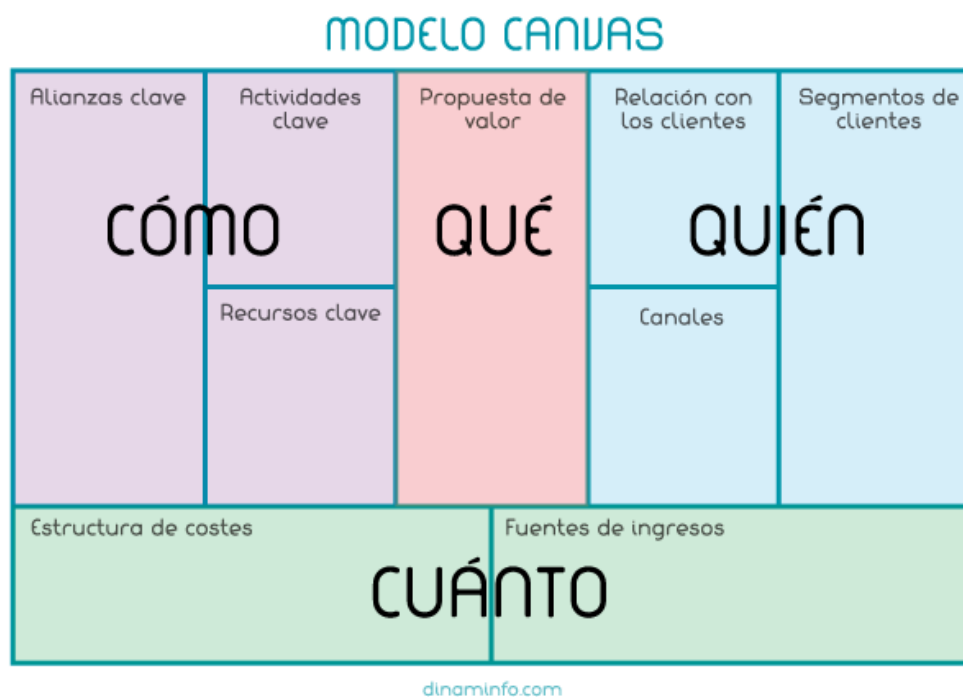 MODELO CANVAS
Alianzas clave
Actividades
clave
Propuesta de
valor
Relación con
los clientes
Segmentos de
clientes
CÓMO
QUÉ
QUIÉN
Recursos clave
Canales
Estructura de costes
Fuentes de ingresos
CUÁNTO
dinaminfo.com